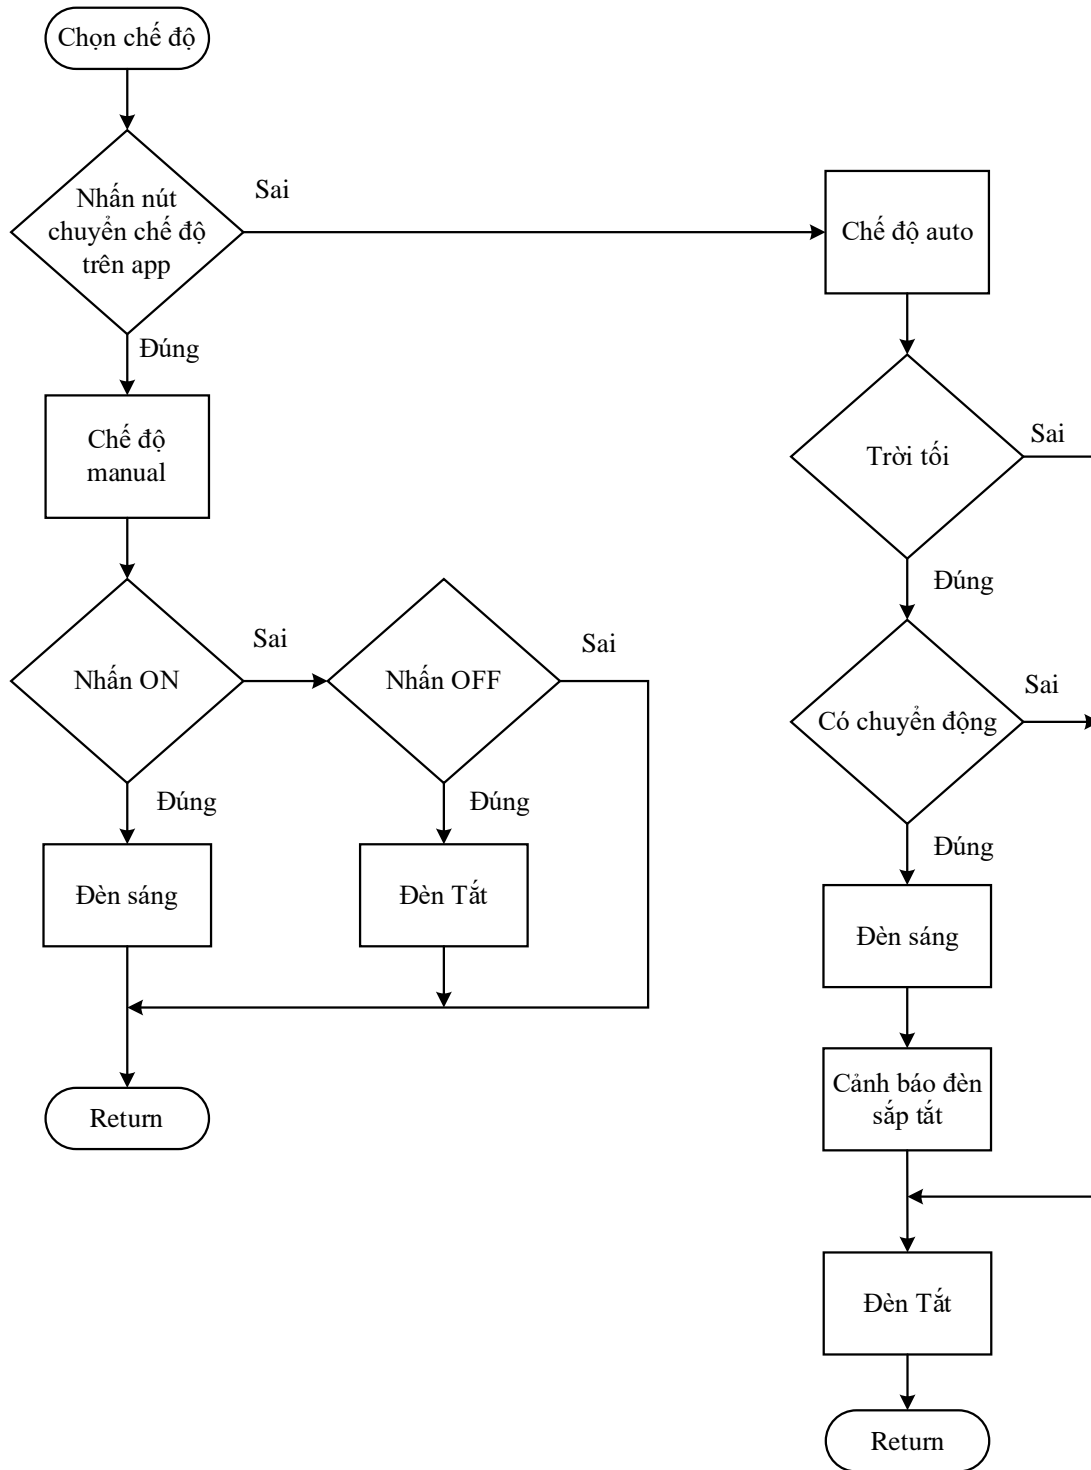 Chọn chế độ
Nhấn nút
chuyển chế độ
trên app
Sai
Chế độ auto
Đúng
Chế độ
manual
Trời tối
Sai
Đúng
Nhấn ON
Sai
Nhấn OFF
Sai
Có chuyển động
Sai
Đúng
Đúng
Đúng
Đèn sáng
Đèn Tắt
Đèn sáng
Cảnh báo đèn
sắp tắt
Return
Đèn Tắt
Return